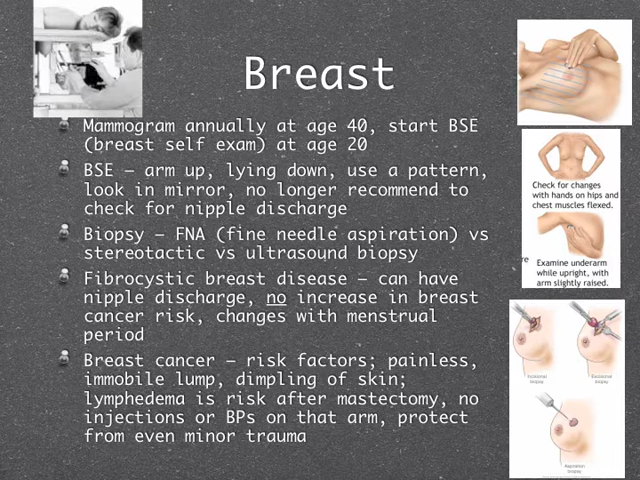 Breast
Mammogram annually at age 40, start BSE
(breast self exam) at age 20
BSE – arm up, lying down, use a pattern,
look in mirror, no longer recommend to
check for nipple discharge
Biopsy – FNA (fine needle aspiration) vs
stereotactic vs ultrasound biopsy
Fibrocystic breast disease – can have
nipple discharge, no increase in breast
cancer risk, changes with menstrual
period
Breast cancer – risk factors; painless,
immobile lump, dimpling of skin;
lymphedema is risk after mastectomy, no
injections or BPs on that arm, protect
from even minor trauma
Check for changes
with hands on hips and
chest muscles flexed.
re
Examine underarm
while upright, with
arm slightly raised.
Incisional
biopsy
Excisional
biopsy
Aspiration
biopsy